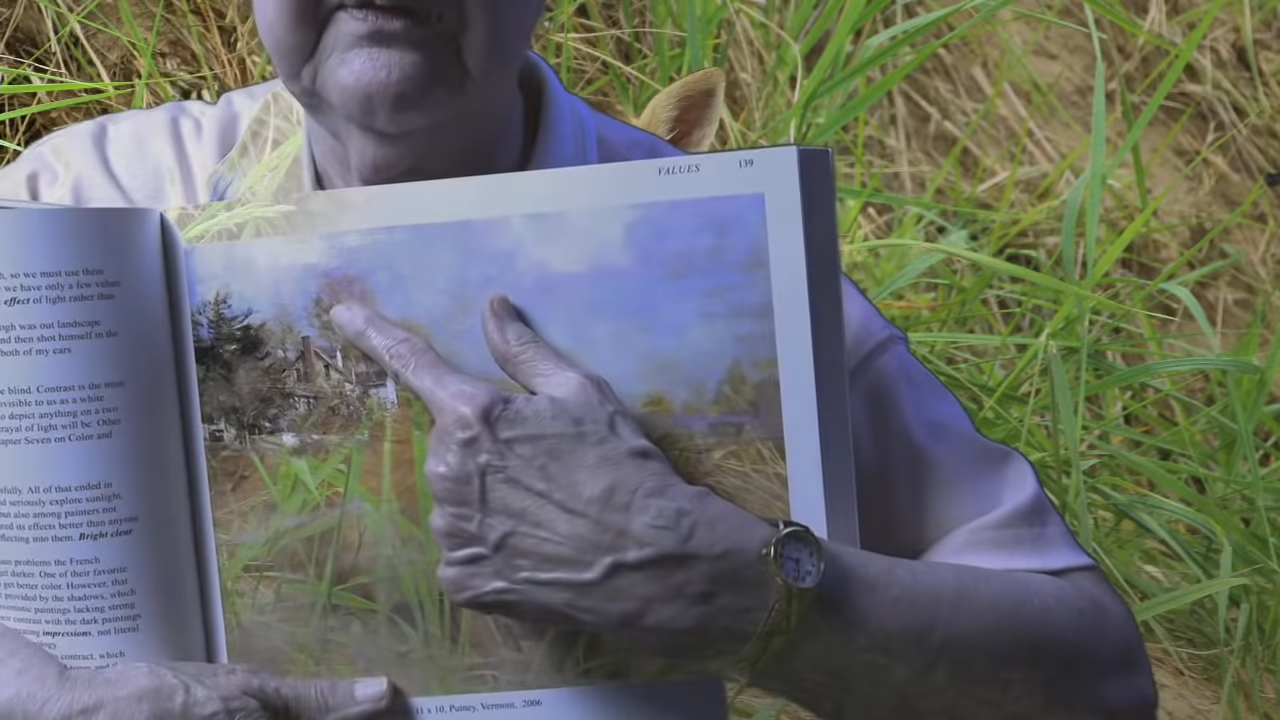 VALUES 139
so we must use them
we have only a few values
effect of light rather than
ogh was out landscape
nd then shot himself in the
both of my ears
e blind. Contrast is the most
visible to us as a white
o depict anything on a two
trayal of light will be. Other
apter Seven on Color and
sfully. All of that ended in
d seriously explore sunlight,
but also among painters not
red its effects better than anyone
flecting into them. Bright clear
problems the French
et darker. One of their favorite
get better color. However, that
provided by the shadows, which
paintings lacking strong
contrast with the dark paintings
impressions, not literal
contract, which
11 x 10, Putney, Vermont, 2006